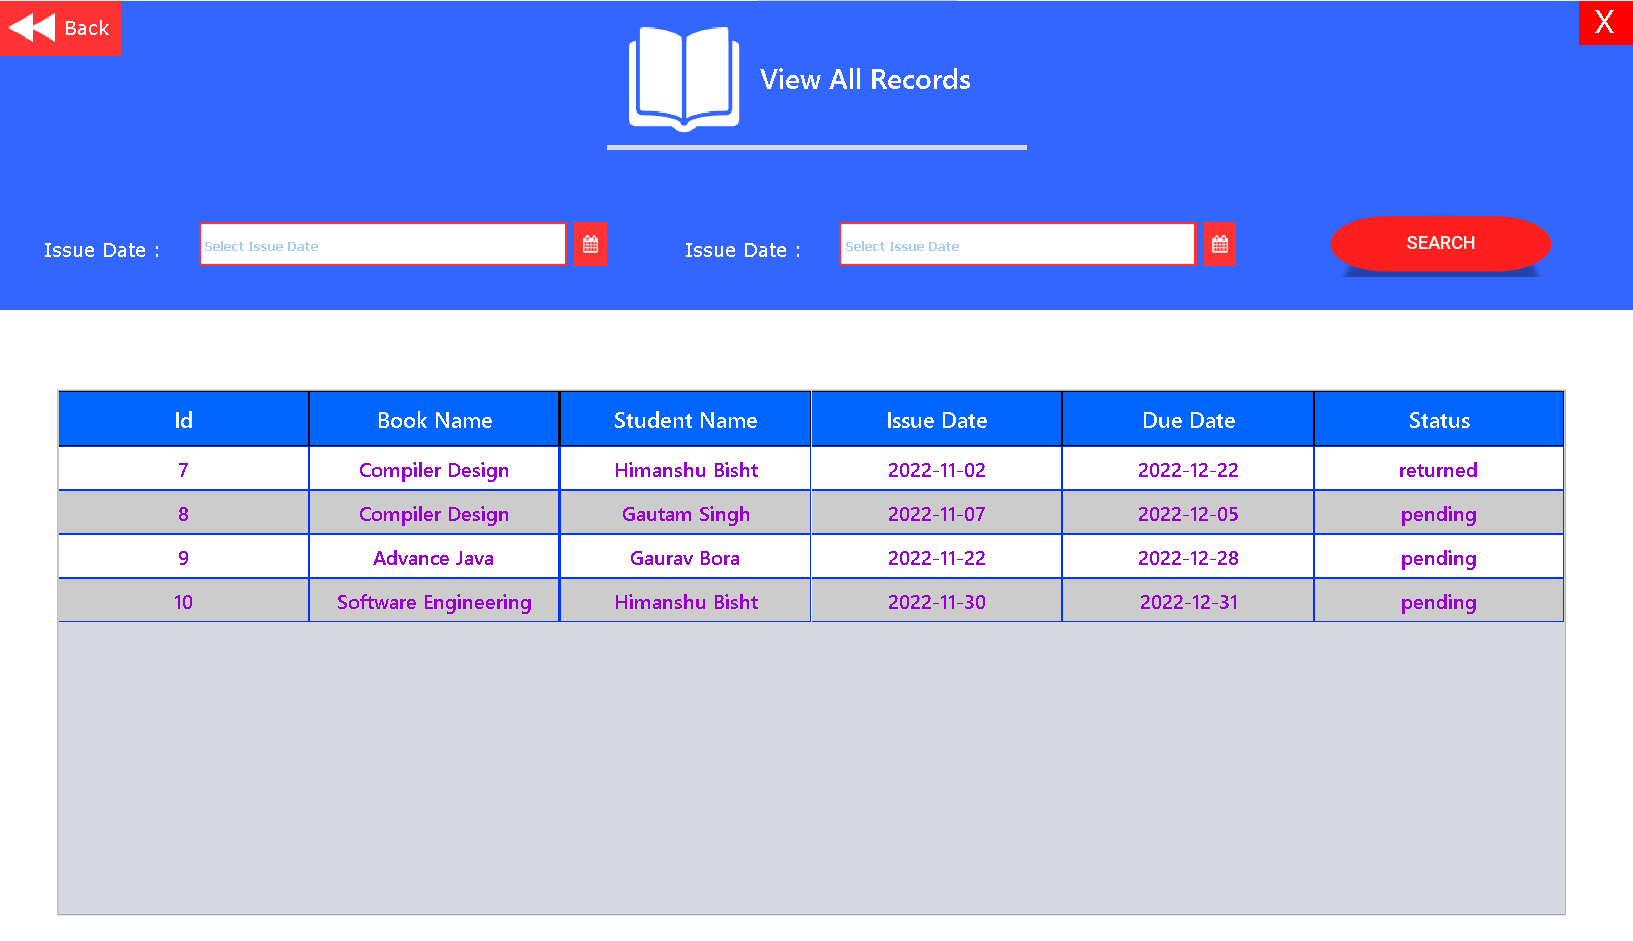 Back
X
View All Records
Issue Date : Select Issue Date Issue Date : Select Issue Date SEARCH
Id Book Name Student Name Issue Date Due Date Status
7 Compiler Design Himanshu Bisht 2022-11-02 2022-12-22 returned
8 Compiler Design Gautam Singh 2022-11-07 2022-12-05 pending
9 Advance Java Gaurav Bora 2022-11-22 2022-12-28 pending
10 Software Engineering Himanshu Bisht 2022-11-30 2022-12-31 pending